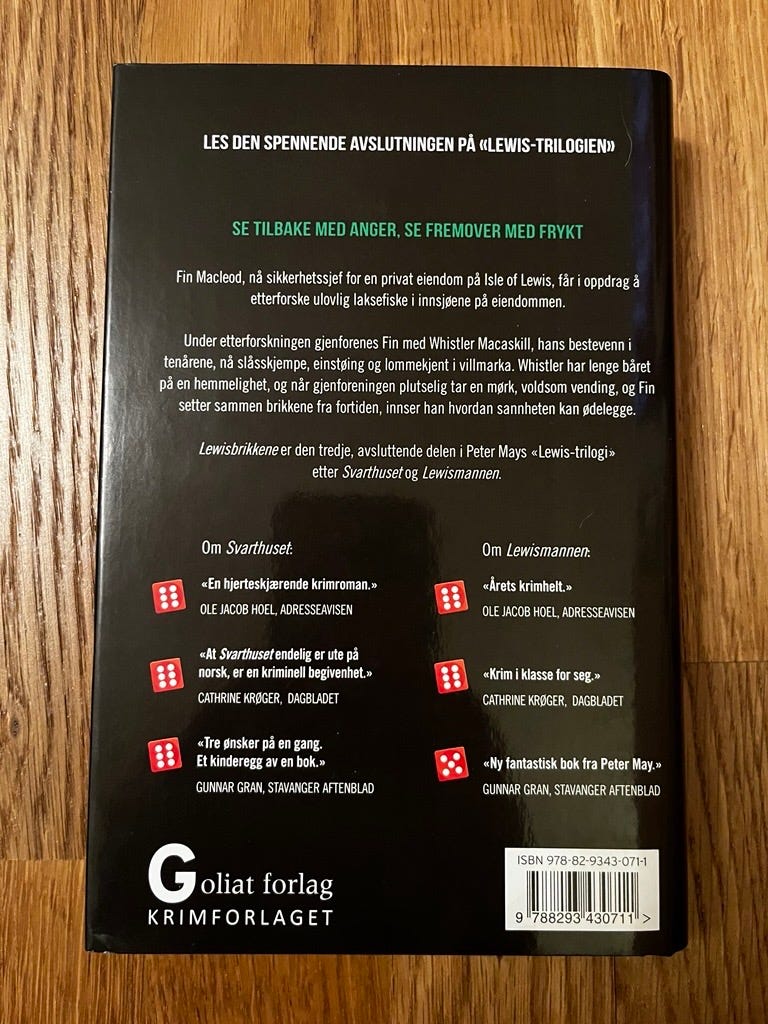 LES DEN SPENNENDE AVSLUTNINGEN PÅ «LEWIS-TRILOGIEN»
SE TILBAKE MED ANGER, SE FREMOVER MED FRYKT
Fin Macleod, nå sikkerhetssjef for en privat eiendom på Isle of Lewis, får i oppdrag å
etterforske ulovlig laksefiske i innsjøene på eiendommen.
Under etterforskningen gjenforenes Fin med Whistler Macaskill, hans bestevenn i
tenårene, nå slåsskjempe, einstøing og lommekjent i villmarka. Whistler har lenge båret
på en hemmelighet, og når gjenforeningen plutselig tar en mørk, voldsom vending, og Fin
setter sammen brikkene fra fortiden, innser han hvordan sannheten kan ødelegge.
Lewisbrikkene er den tredje, avsluttende delen i Peter Mays «Lewis-trilogi»
etter Svarthuset og Lewismannen.
Om Svarthuset:
«En hjerteskjærende krimroman.»
OLE JACOB HOEL, ADRESSEAVISEN
«At Svarthuset endelig er ute på
norsk, er en kriminell begivenhet.»
CATHRINE KRØGER, DAGBLADET
«Tre ønsker på en gang.
Et kinderegg av en bok.»
GUNNAR GRAN, STAVANGER AFTENBLAD
Om Lewismannen:
«Årets krimhelt.»
OLE JACOB HOEL, ADRESSEAVISEN
«Krim i klasse for seg.»
CATHRINE KRØGER, DAGBLADET
«Ny fantastisk bok fra Peter May.»
GUNNAR GRAN, STAVANGER AFTENBLAD
Goliat forlag
KRIMFORLAGET
ISBN 978-82-9343-071-1
9 788293 430711 >